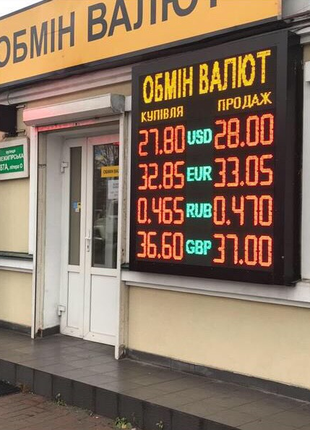 ОБМІН ВАЛЮТ
ОБМІН ВАЛЮТ
КУПІВЛЯ ПРОДАЖ
27.80 USD 28.00
32.85 EUR 33.05
0.465 RUB 0.470
36.60 GBP 37.00